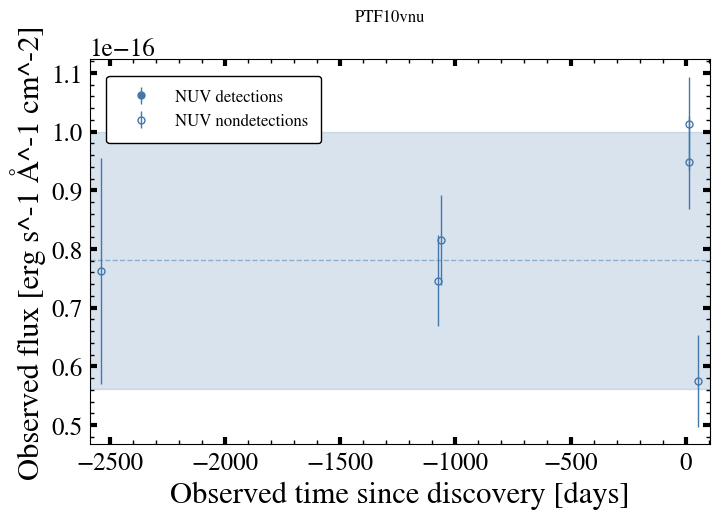 PTF10vnu
1e−16
Observed flux [erg s^-1 Å^-1 cm^-2]
1.1
1.0
0.9
0.8
0.7
0.6
0.5
NUV detections
NUV nondetections
−2500 −2000 −1500 −1000 −500 0
Observed time since discovery [days]